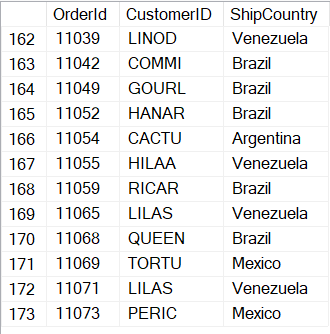 OrderId CustomerID ShipCountry
162 11039 LINOD Venezuela
163 11042 COMMI Brazil
164 11049 GOURL Brazil
165 11052 HANAR Brazil
166 11054 CACTU Argentina
167 11055 HILAA Venezuela
168 11059 RICAR Brazil
169 11065 LILAS Venezuela
170 11068 QUEEN Brazil
171 11069 TORTU Mexico
172 11071 LILAS Venezuela
173 11073 PERIC Mexico